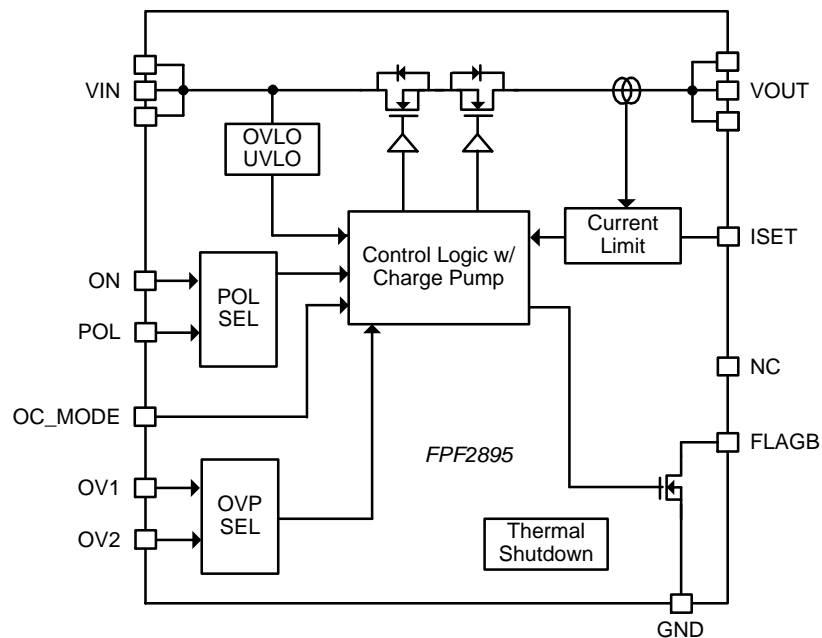 VIN
VOUT
OVLO
UVLO
Control Logic w/
Charge Pump
Current
Limit
ISET
ON
POL
POL
SEL
NC
OC_MODE
FLAGB
FPF2895
OV1
OV2
OVP
SEL
Thermal
Shutdown
GND